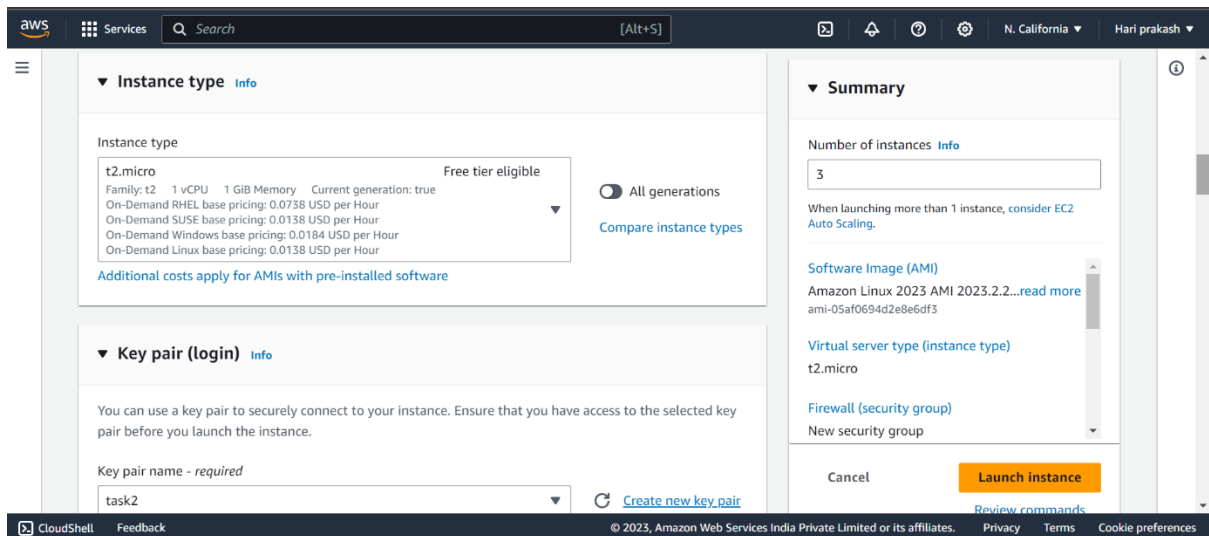 aws Services Search [Alt+S] N. California Hari prakash
Instance type Info
Instance type
t2.micro Free tier eligible
Family: t2 1 vCPU 1 GiB Memory Current generation: true
On-Demand RHEL base pricing: 0.0738 USD per Hour
On-Demand SUSE base pricing: 0.0138 USD per Hour
On-Demand Windows base pricing: 0.0184 USD per Hour
On-Demand Linux base pricing: 0.0138 USD per Hour
All generations
Compare instance types
Additional costs apply for AMIs with pre-installed software
Key pair (login) Info
You can use a key pair to securely connect to your instance. Ensure that you have access to the selected key
pair before you launch the instance.
Key pair name - required
task2
Create new key pair
Summary
Number of instances Info
3
When launching more than 1 instance, consider EC2
Auto Scaling.
Software Image (AMI)
Amazon Linux 2023 AMI 2023.2.2...read more
ami-05af0694d2e8e6df3
Virtual server type (instance type)
t2.micro
Firewall (security group)
New security group
Cancel Launch instance
Review commands
CloudShell Feedback © 2023, Amazon Web Services India Private Limited or its affiliates. Privacy Terms Cookie preferences